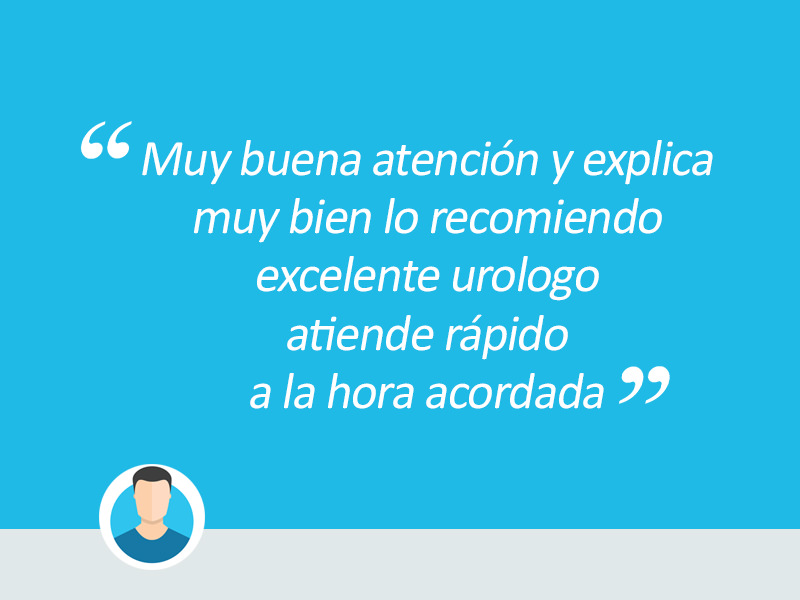 “ Muy buena atención y explica
muy bien lo recomiendo
excelente urologo
atiende rápido
a la hora acordada ”